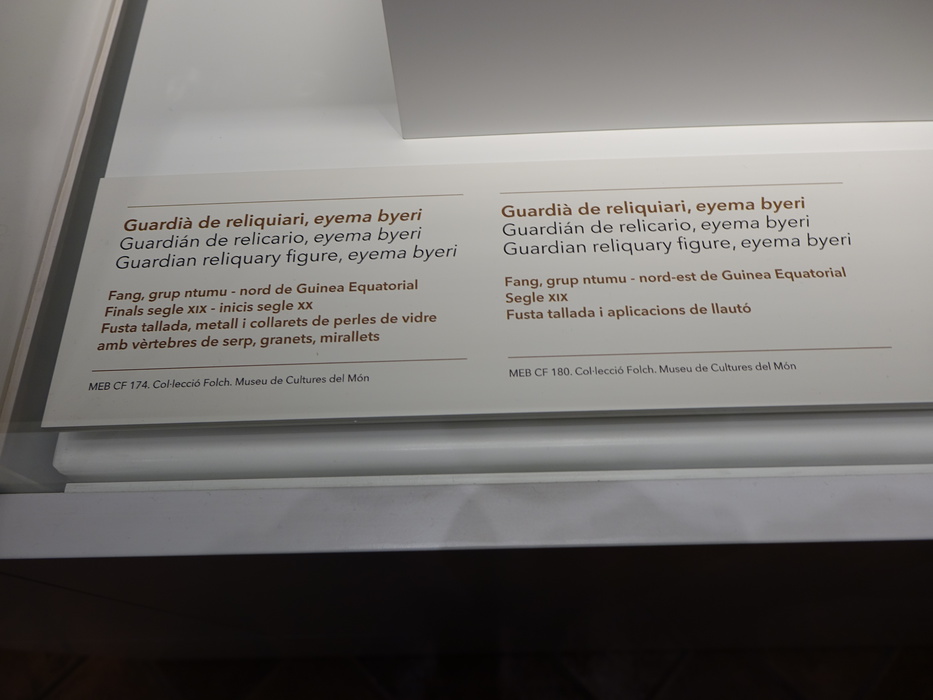 Guardià de reliquiari, eyema byeri
Guardián de relicario, eyema byeri
Guardian reliquary figure, eyema byeri
Fang, grup ntumu - nord de Guinea Equatorial
Finals segle XIX - inicis segle XX
Fusta tallada, metall i collarets de perles de vidre
amb vèrtebres de serp, granets, mirallets
MEB CF 174. Col·lecció Folch. Museu de Cultures del Món
Guardià de reliquiari, eyema byeri
Guardián de relicario, eyema byeri
Guardian reliquary figure, eyema byeri
Fang, grup ntumu - nord-est de Guinea Equatorial
Segle XIX
Fusta tallada i aplicacions de llautó
MEB CF 180. Col·lecció Folch. Museu de Cultures del Món